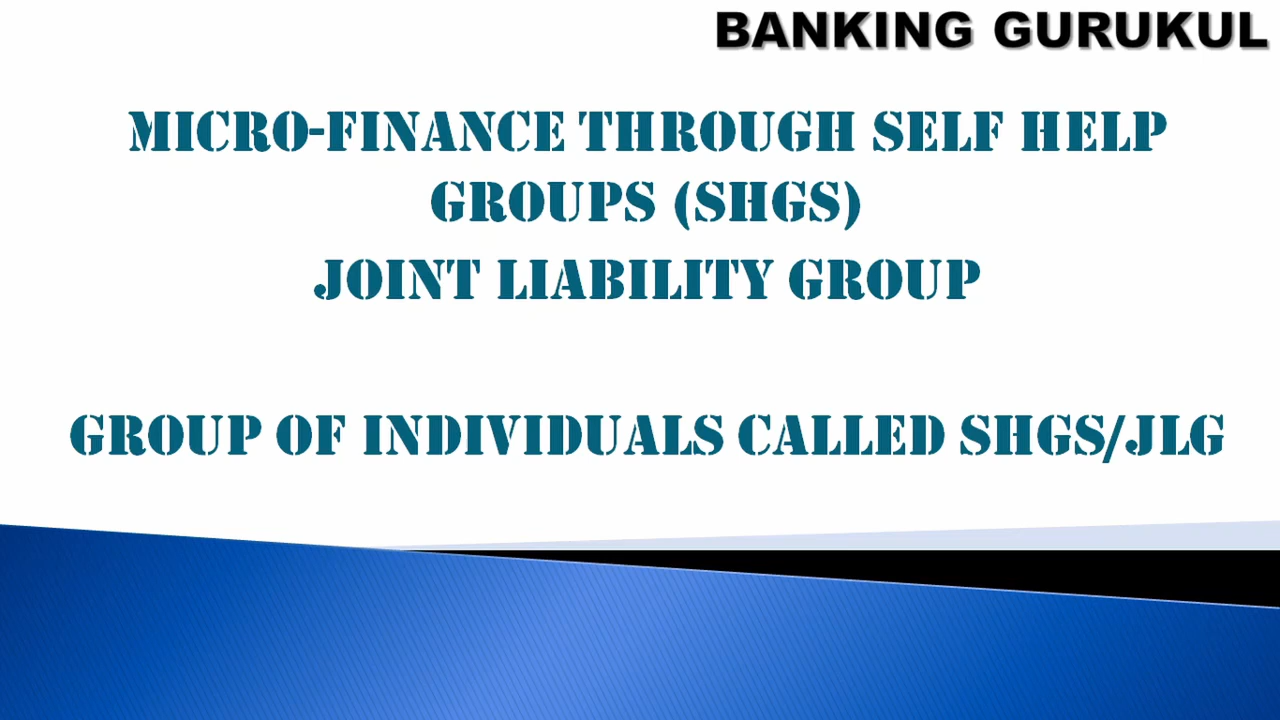 BANKING GURUKUL
MICRO-FINANCE THROUGH SELF HELP
GROUPS (SHGS)
JOINT LIABILITY GROUP
GROUP OF INDIVIDUALS CALLED SHGS/JLG